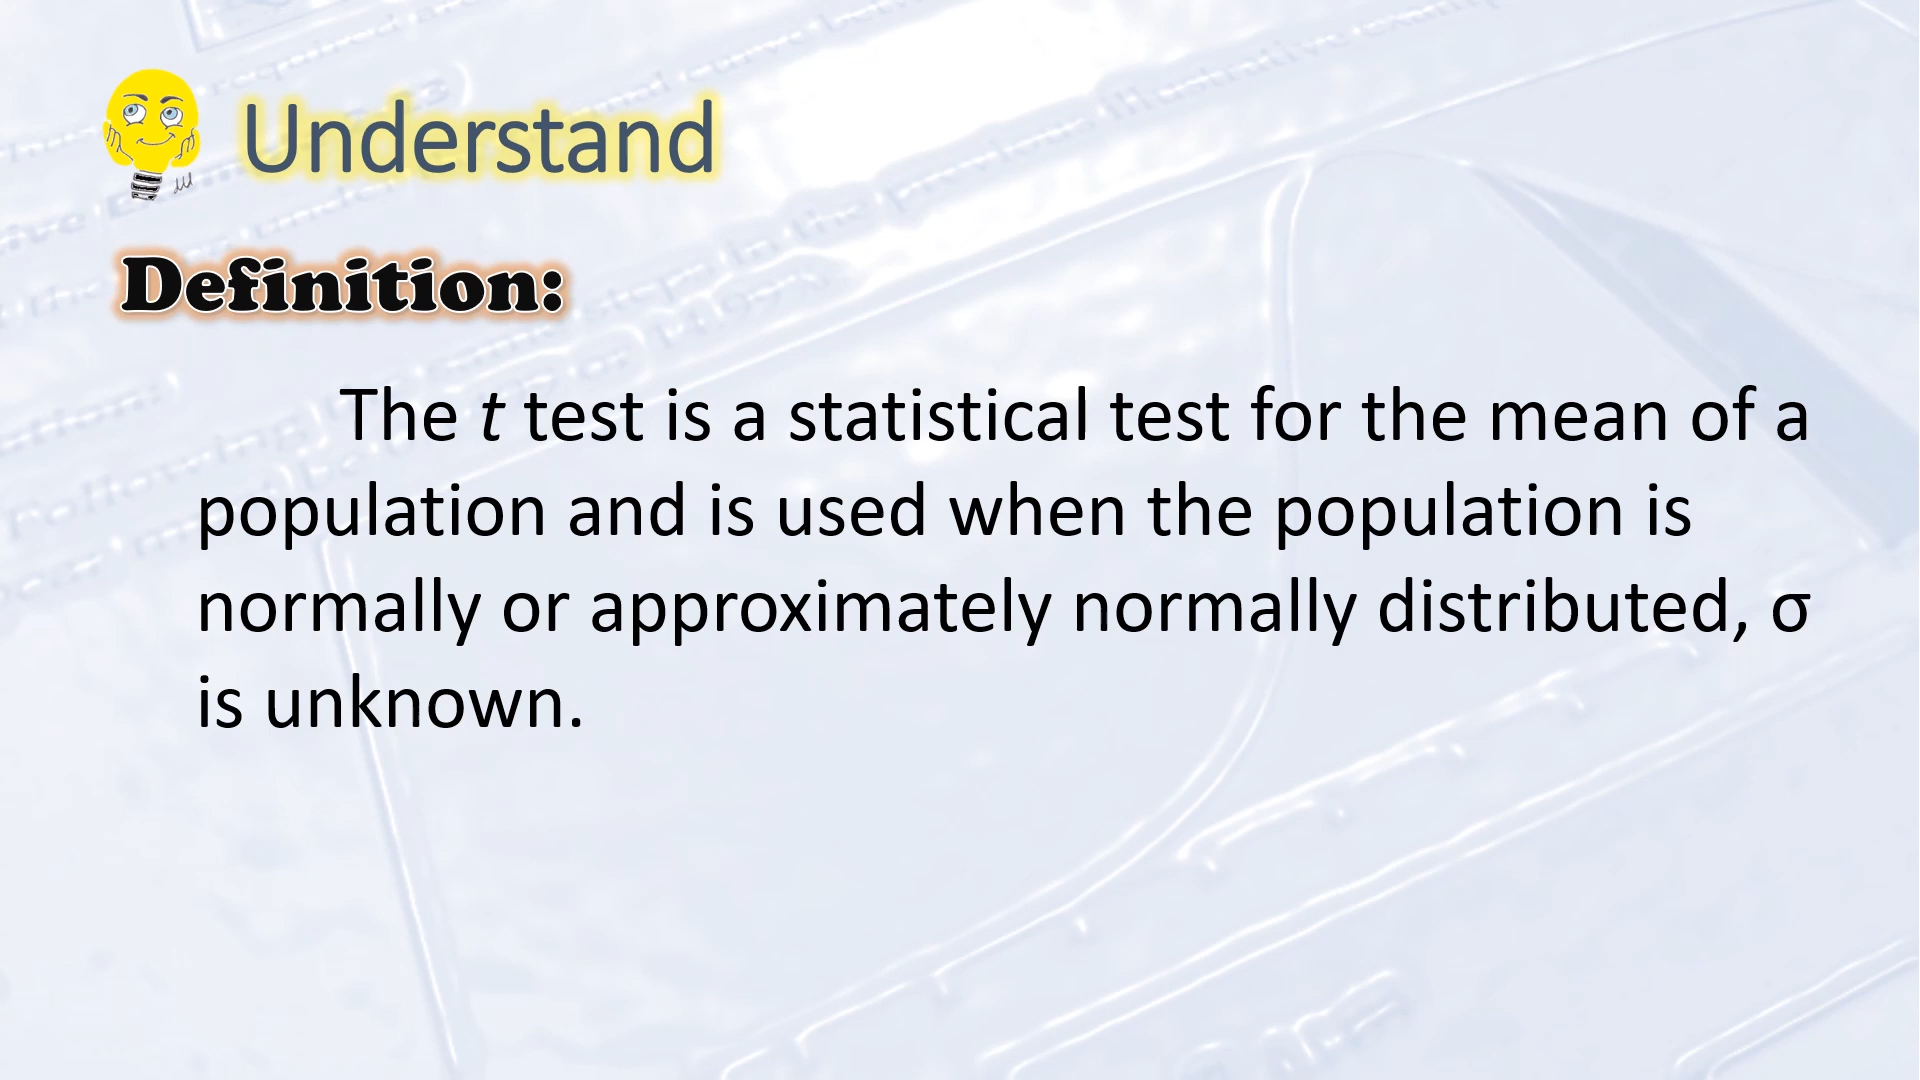 Understand
Definition:
The t test is a statistical test for the mean of a
population and is used when the population is
normally or approximately normally distributed, σ
is unknown.